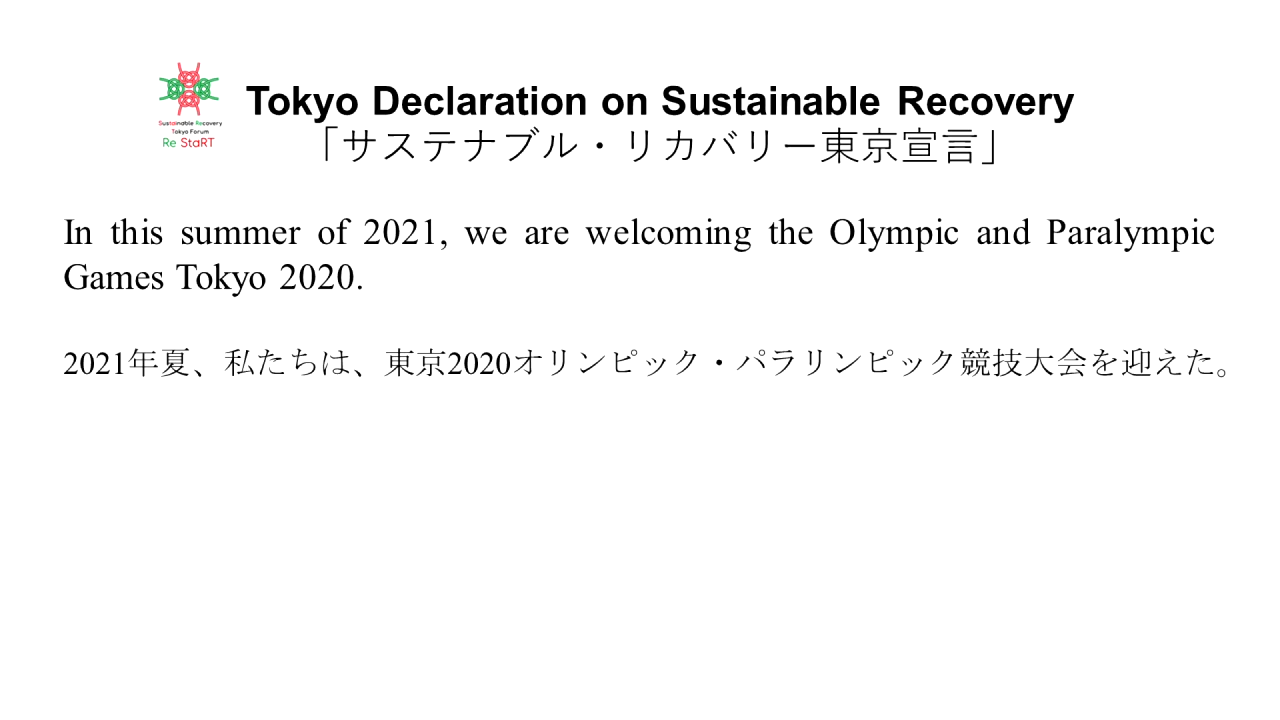 Tokyo Declaration on Sustainable Recovery
「サステナブル・リカバリー東京宣言」
Sustainable Recovery
Tokyo Forum
Re StaRT
In this summer of 2021, we are welcoming the Olympic and Paralympic
Games Tokyo 2020.
2021年夏、私たちは、東京2020オリンピック・パラリンピック競技大会を迎えた。